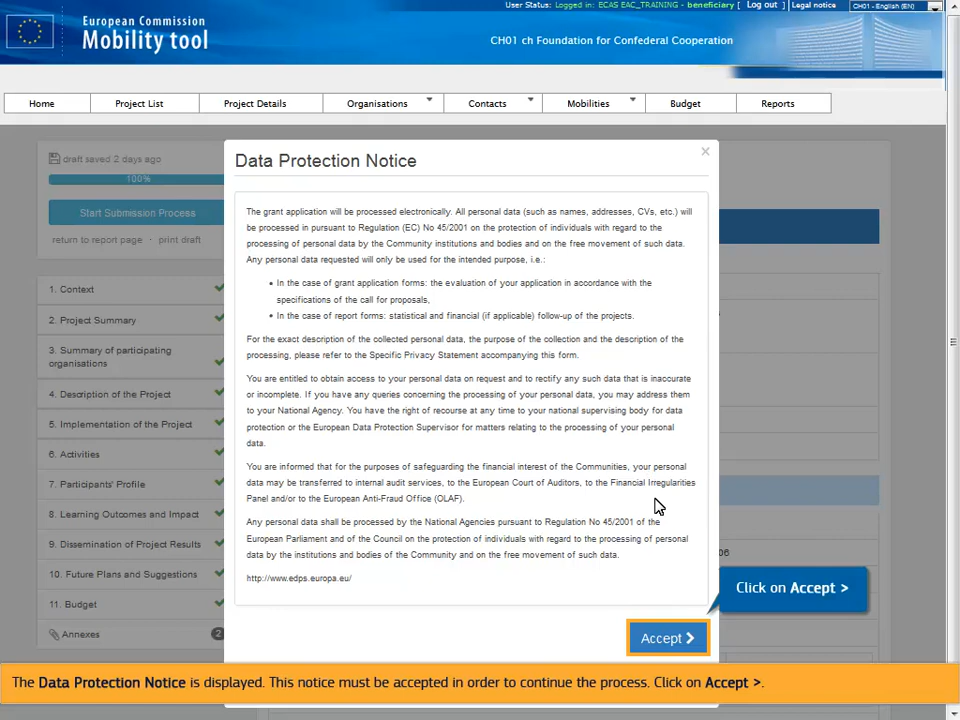 User Status: Logged in: ECAS EAC_TRAINING - beneficiary [ Log out ] Legal notice CH01 - English (EN)
European Commission
Mobility tool
CH01 ch Foundation for Confederal Cooperation
Home Project List Project Details Organisations Contacts Mobilities Budget Reports
draft saved 2 days ago
100%
Start Submission Process
return to report page · print draft
1. Context
2. Project Summary
3. Summary of participating
organisations
4. Description of the Project
5. Implementation of the Project
6. Activities
7. Participants' Profile
8. Learning Outcomes and Impact
9. Dissemination of Project Results
10. Future Plans and Suggestions
11. Budget
Annexes 2
Data Protection Notice ×
The grant application will be processed electronically. All personal data (such as names, addresses, CVs, etc.) will
be processed in pursuant to Regulation (EC) No 45/2001 on the protection of individuals with regard to the
processing of personal data by the Community institutions and bodies and on the free movement of such data.
Any personal data requested will only be used for the intended purpose, i.e.:
• In the case of grant application forms: the evaluation of your application in accordance with the
specifications of the call for proposals,
• In the case of report forms: statistical and financial (if applicable) follow-up of the projects.
For the exact description of the collected personal data, the purpose of the collection and the description of the
processing, please refer to the Specific Privacy Statement accompanying this form.
You are entitled to obtain access to your personal data on request and to rectify any such data that is inaccurate
or incomplete. If you have any queries concerning the processing of your personal data, you may address them
to your National Agency. You have the right of recourse at any time to your national supervising body for data
protection or the European Data Protection Supervisor for matters relating to the processing of your personal
data.
You are informed that for the purposes of safeguarding the financial interest of the Communities, your personal
data may be transferred to internal audit services, to the European Court of Auditors, to the Financial Irregularities
Panel and/or to the European Anti-Fraud Office (OLAF).
Any personal data shall be processed by the National Agencies pursuant to Regulation No 45/2001 of the
European Parliament and of the Council on the protection of individuals with regard to the processing of personal
data by the institutions and bodies of the Community and on the free movement of such data.
http://www.edps.europa.eu/
06
Click on Accept >
Accept >
The Data Protection Notice is displayed. This notice must be accepted in order to continue the process. Click on Accept >.